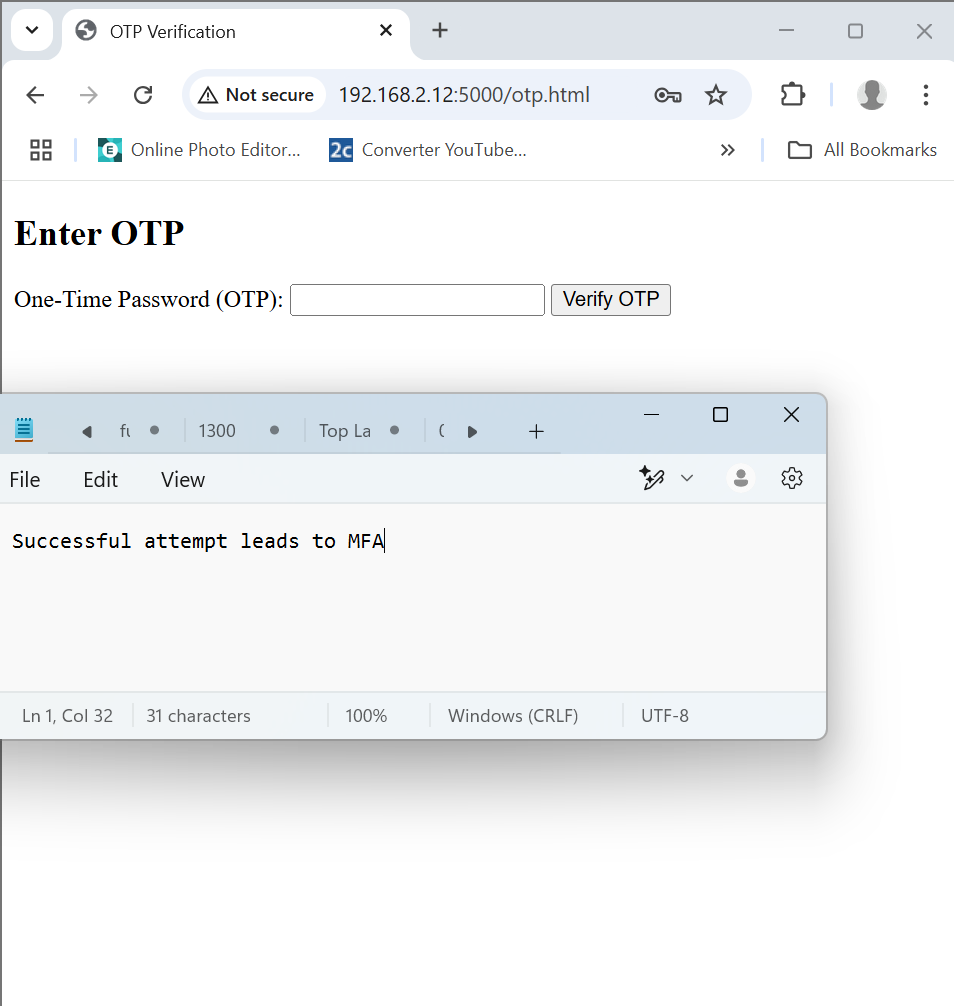 OTP Verification
Not secure 192.168.2.12:5000/otp.html
Online Photo Editor... 2c Converter YouTube... All Bookmarks
Enter OTP
One-Time Password (OTP): Verify OTP
1300 Top La
File Edit View
Successful attempt leads to MFA
Ln 1, Col 32 31 characters 100% Windows (CRLF) UTF-8